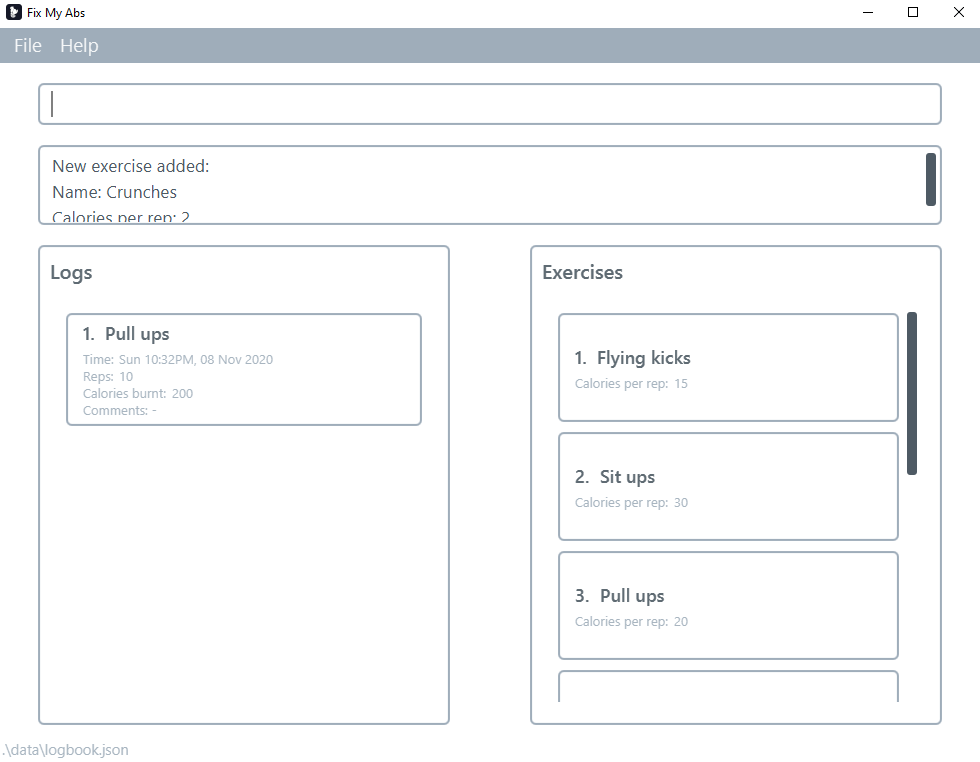 Fix My Abs
File Help
New exercise added:
Name: Crunches
Calories per rep: 2
Logs
1. Pull ups
Time: Sun 10:32PM, 08 Nov 2020
Reps: 10
Calories burnt: 200
Comments: -
Exercises
1. Flying kicks
Calories per rep: 15
2. Sit ups
Calories per rep: 30
3. Pull ups
Calories per rep: 20
.\data\logbook.json